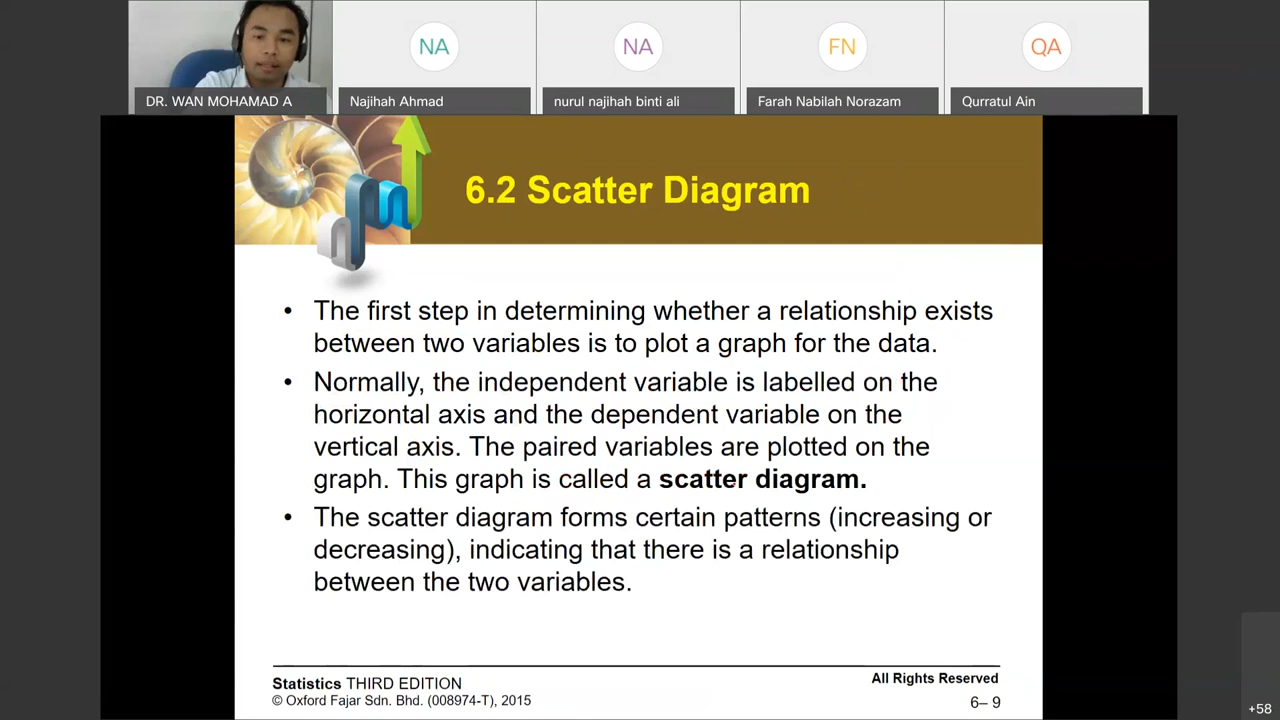 NA
NA
FN
QA
DR. WAN MOHAMAD A
Najihah Ahmad
nurul najihah binti ali
Farah Nabilah Norazam
Qurratul Ain
6.2 Scatter Diagram
• The first step in determining whether a relationship exists
between two variables is to plot a graph for the data.
• Normally, the independent variable is labelled on the
horizontal axis and the dependent variable on the
vertical axis. The paired variables are plotted on the
graph. This graph is called a scatter diagram.
• The scatter diagram forms certain patterns (increasing or
decreasing), indicating that there is a relationship
between the two variables.
Statistics THIRD EDITION
© Oxford Fajar Sdn. Bhd. (008974-T), 2015
All Rights Reserved
6– 9
+58